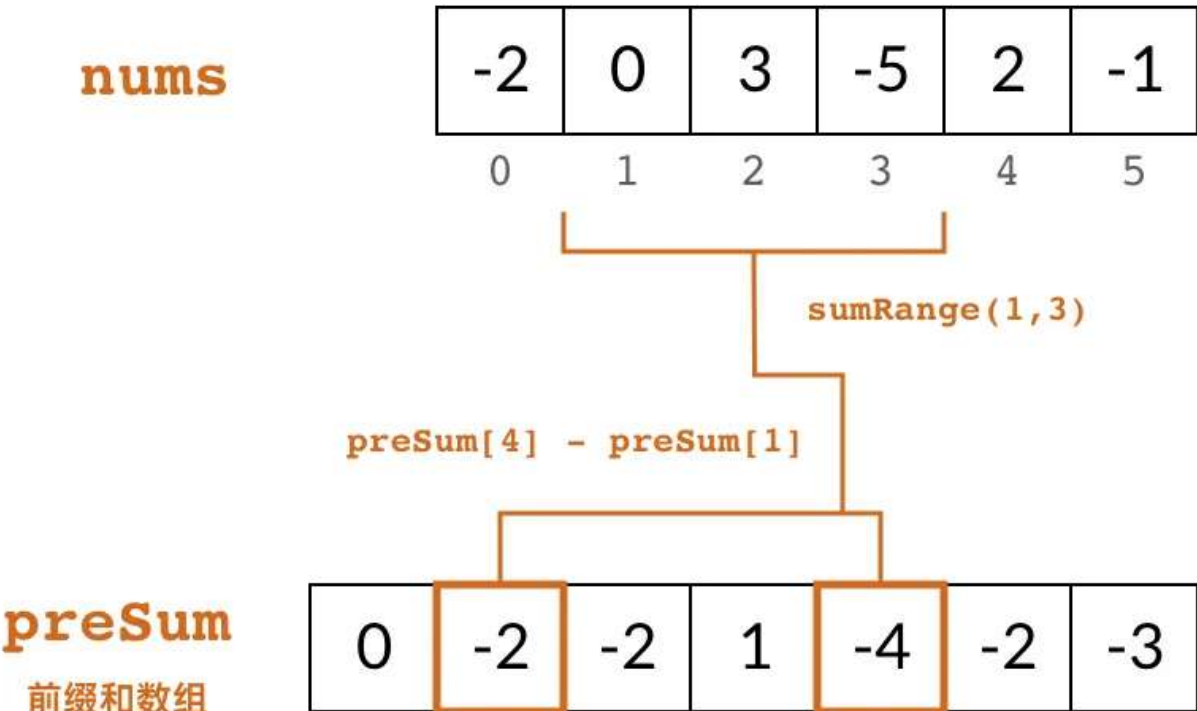 nums -2 0 3 -5 2 -1
0 1 2 3 4 5
sumRange(1,3)
preSum[4] - preSum[1]
preSum 0 -2 -2 1 -4 -2 -3
前缀和数组